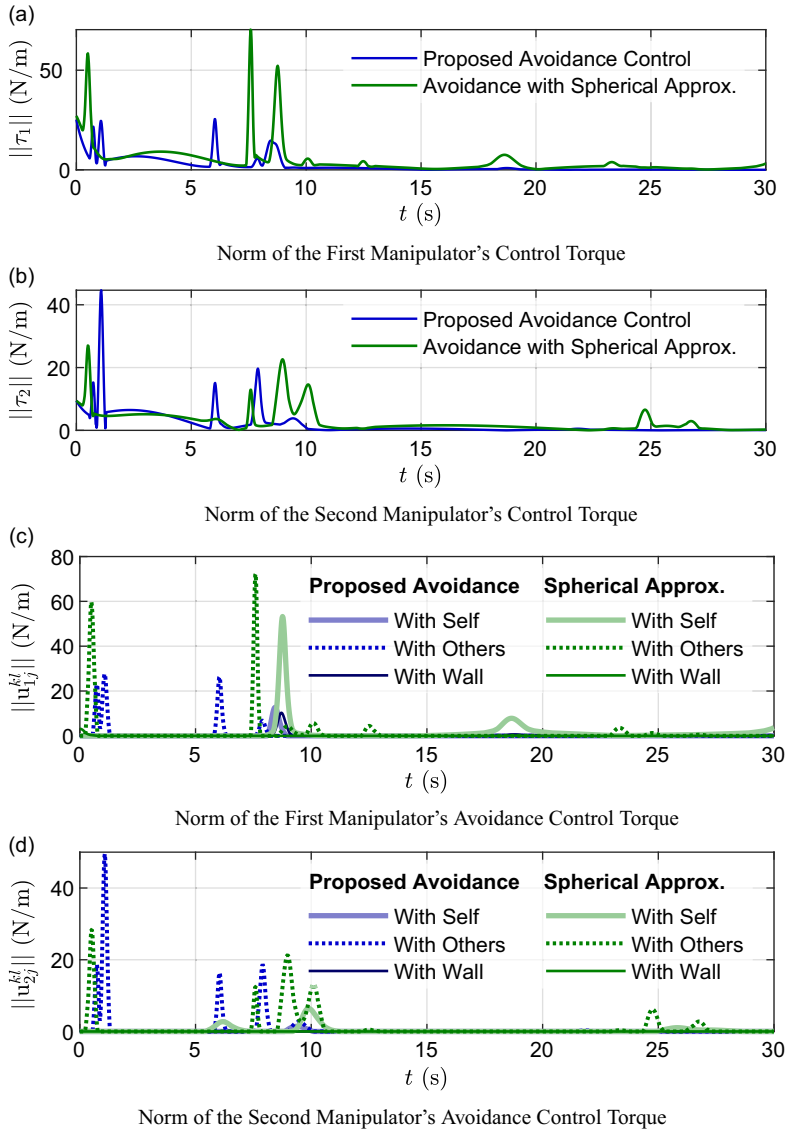 (a)
||τ1|| (N/m)
50
0
Proposed Avoidance Control
Avoidance with Spherical Approx.
0 5 10 15 20 25 30
t (s)
Norm of the First Manipulator's Control Torque
(b)
||τ2|| (N/m)
40
20
0
Proposed Avoidance Control
Avoidance with Spherical Approx.
0 5 10 15 20 25 30
t (s)
Norm of the Second Manipulator's Control Torque
(c)
||u_{1j}^{kl}|| (N/m)
80
60
40
20
0
Proposed Avoidance Spherical Approx.
With Self With Self
With Others With Others
With Wall With Wall
0 5 10 15 20 25 30
t (s)
Norm of the First Manipulator's Avoidance Control Torque
(d)
||u_{2j}^{kl}|| (N/m)
40
20
0
Proposed Avoidance Spherical Approx.
With Self With Self
With Others With Others
With Wall With Wall
0 5 10 15 20 25 30
t (s)
Norm of the Second Manipulator's Avoidance Control Torque